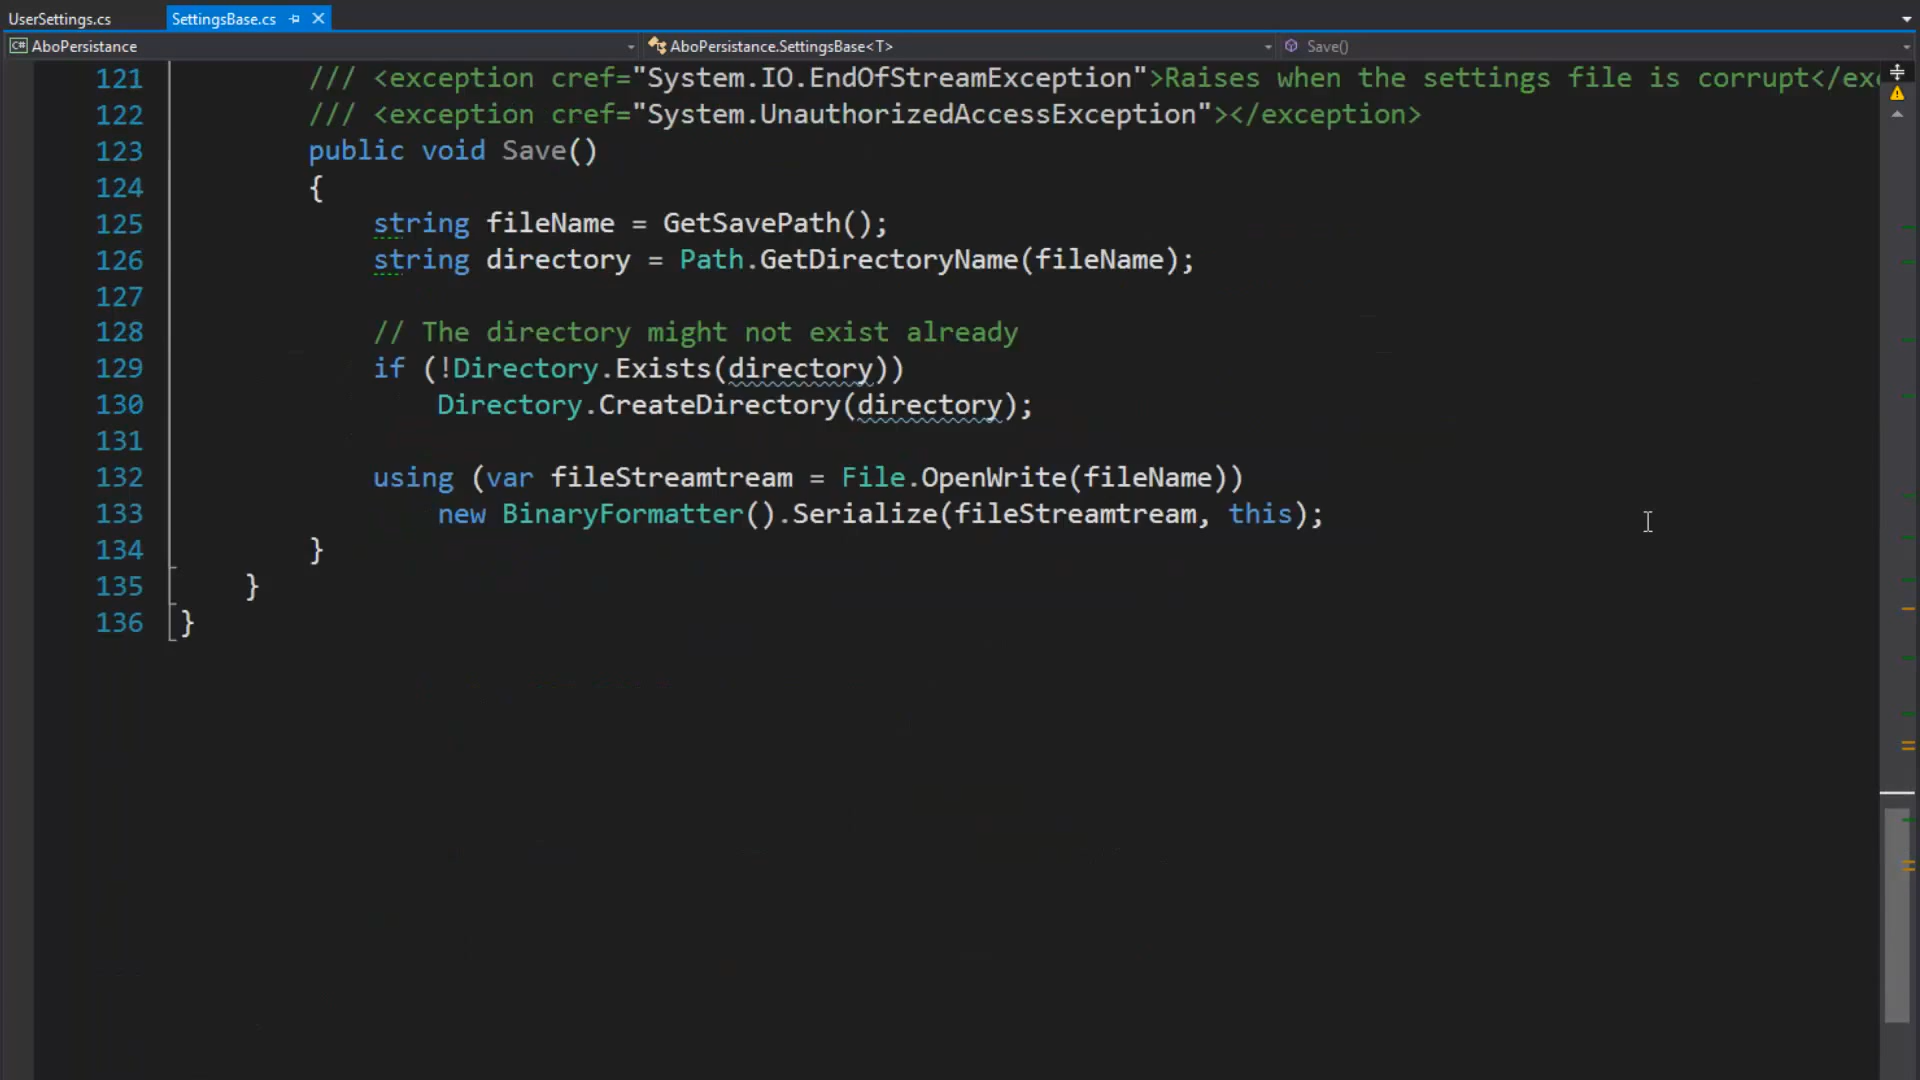 UserSettings.cs SettingsBase.cs
C# AboPersistance AboPersistance.SettingsBase<T> Save()
121 /// <exception cref="System.IO.EndOfStreamException">Raises when the settings file is corrupt</exc
122 /// <exception cref="System.UnauthorizedAccessException"></exception>
123 public void Save()
124 {
125 string fileName = GetSavePath();
126 string directory = Path.GetDirectoryName(fileName);
127
128 // The directory might not exist already
129 if (!Directory.Exists(directory))
130 Directory.CreateDirectory(directory);
131
132 using (var fileStreamtream = File.OpenWrite(fileName))
133 new BinaryFormatter().Serialize(fileStreamtream, this);
134 }
135 }
136 }